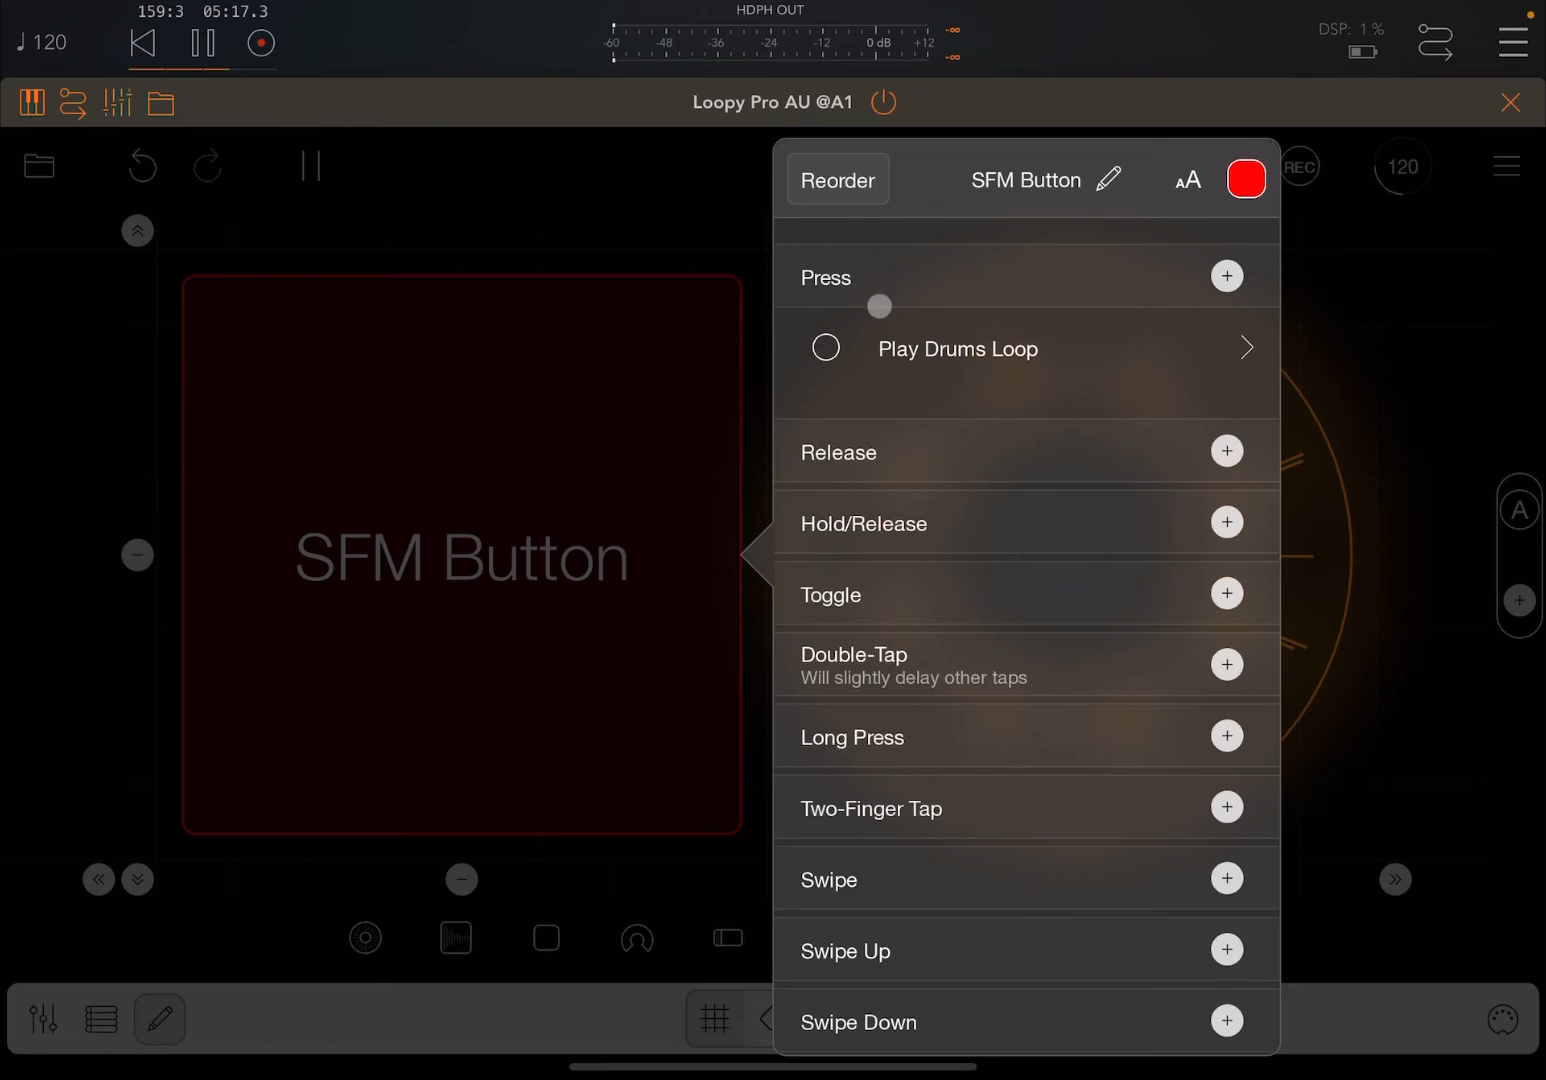 159:3 05:17.3
HDPH OUT
120
-60 -48 -36 -24 -12 0 dB +12
-∞
-∞
DSP: 1 %
Loopy Pro AU @A1
Reorder
SFM Button
AA
REC
120
Press
Play Drums Loop
Release
Hold/Release
Toggle
Double-Tap
Will slightly delay other taps
Long Press
Two-Finger Tap
Swipe
Swipe Up
Swipe Down
SFM Button
A